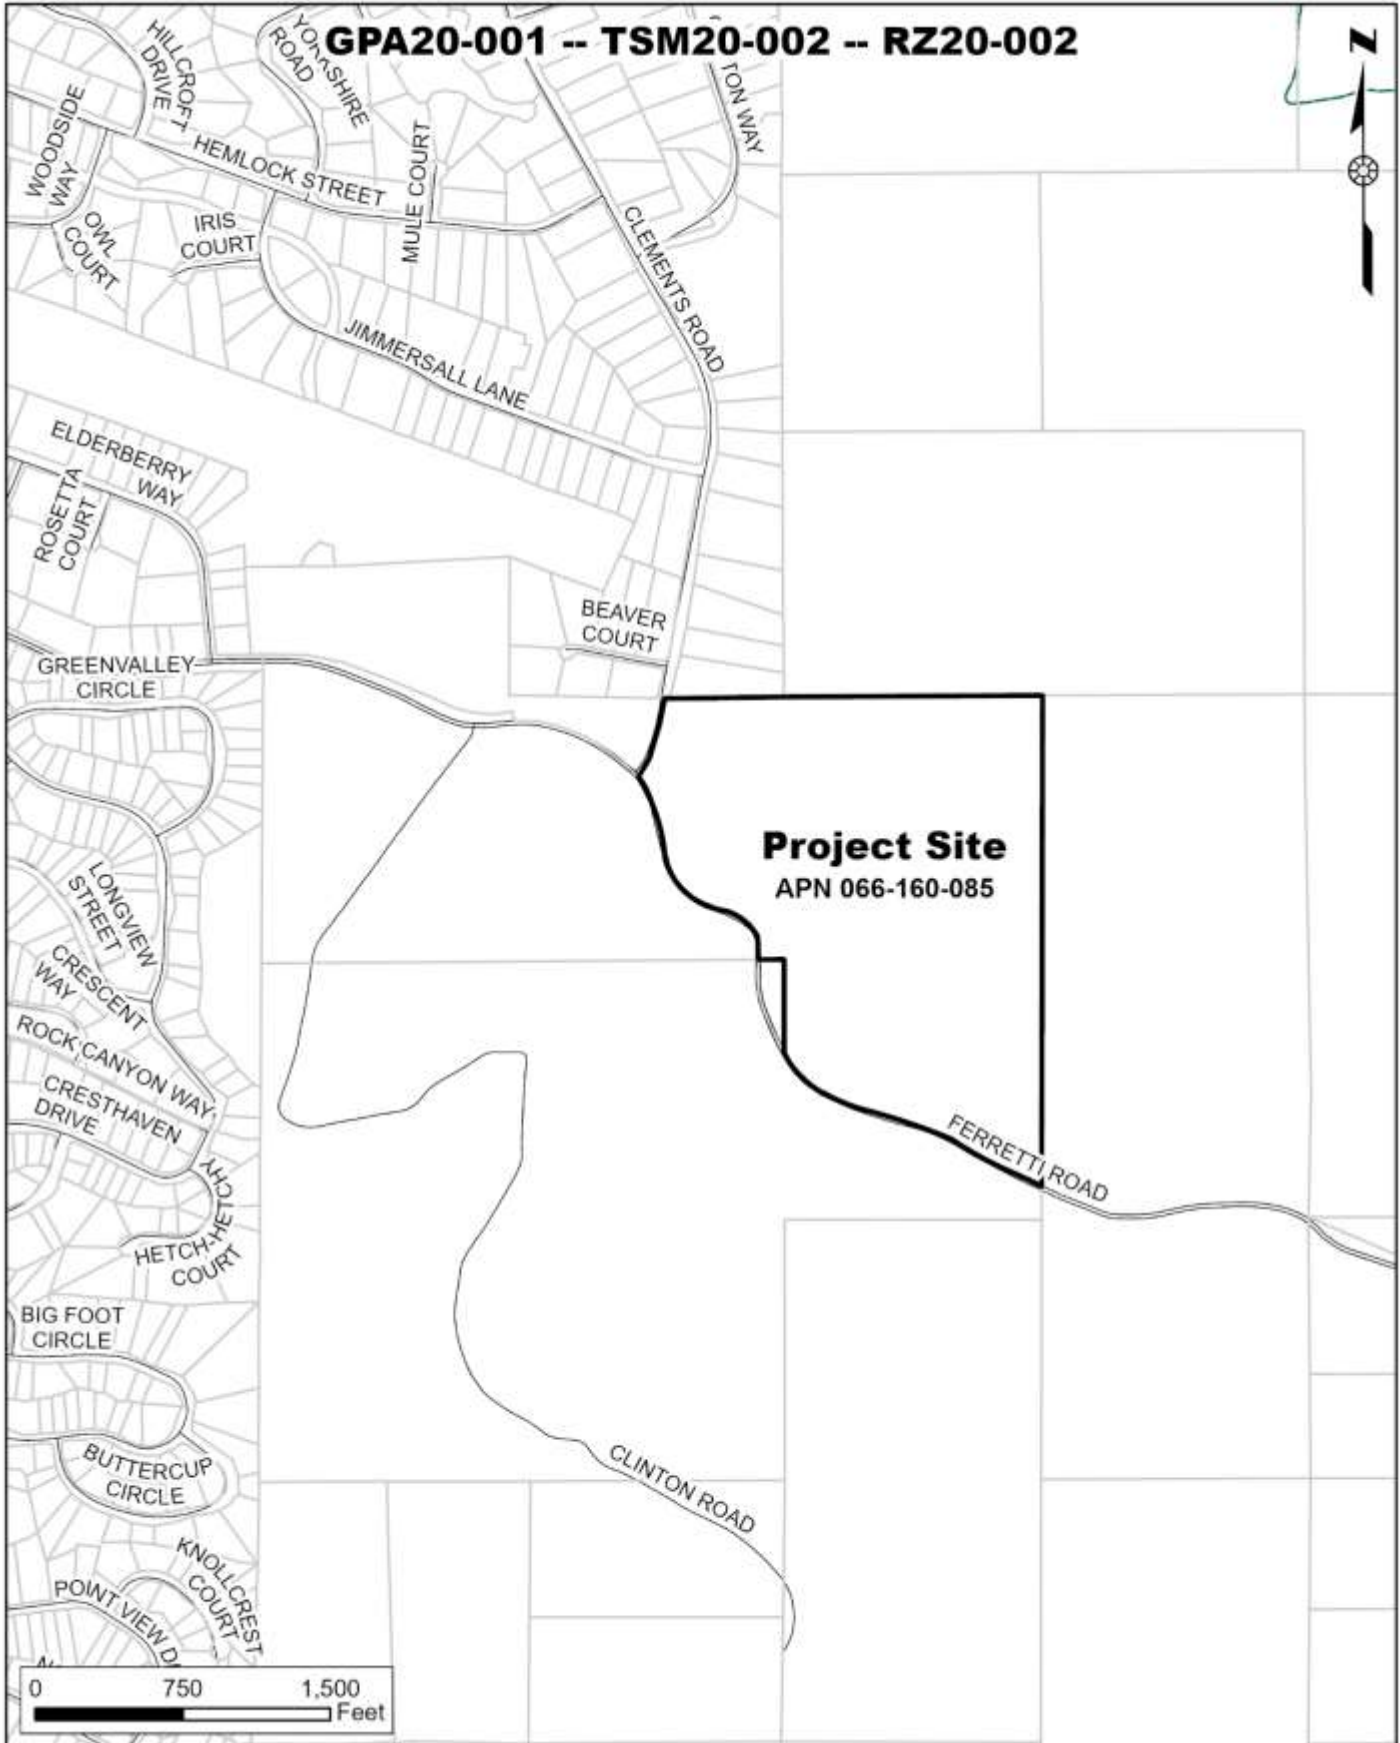 GPA20-001 -- TSM20-002 -- RZ20-002
N
HILLCROFT
DRIVE
YORKSHIRE
ROAD
TON WAY
WOODSIDE
WAY
HEMLOCK STREET
MULE COURT
OWL
COURT
IRIS
COURT
CLEMENTS ROAD
JIMMERSALL LANE
ELDERBERRY
WAY
ROSETTA
COURT
BEAVER
COURT
GREENVALLEY
CIRCLE
Project Site
APN 066-160-085
LONGVIEW
STREET
CRESCENT
WAY
ROCK CANYON WAY
CRESTHAVEN
DRIVE
FERRETTI ROAD
HETCH-HETCHY
COURT
BIG FOOT
CIRCLE
BUTTERCUP
CIRCLE
CLINTON ROAD
KNOLLCREST
COURT
POINT VIEW
0 750 1,500
Feet